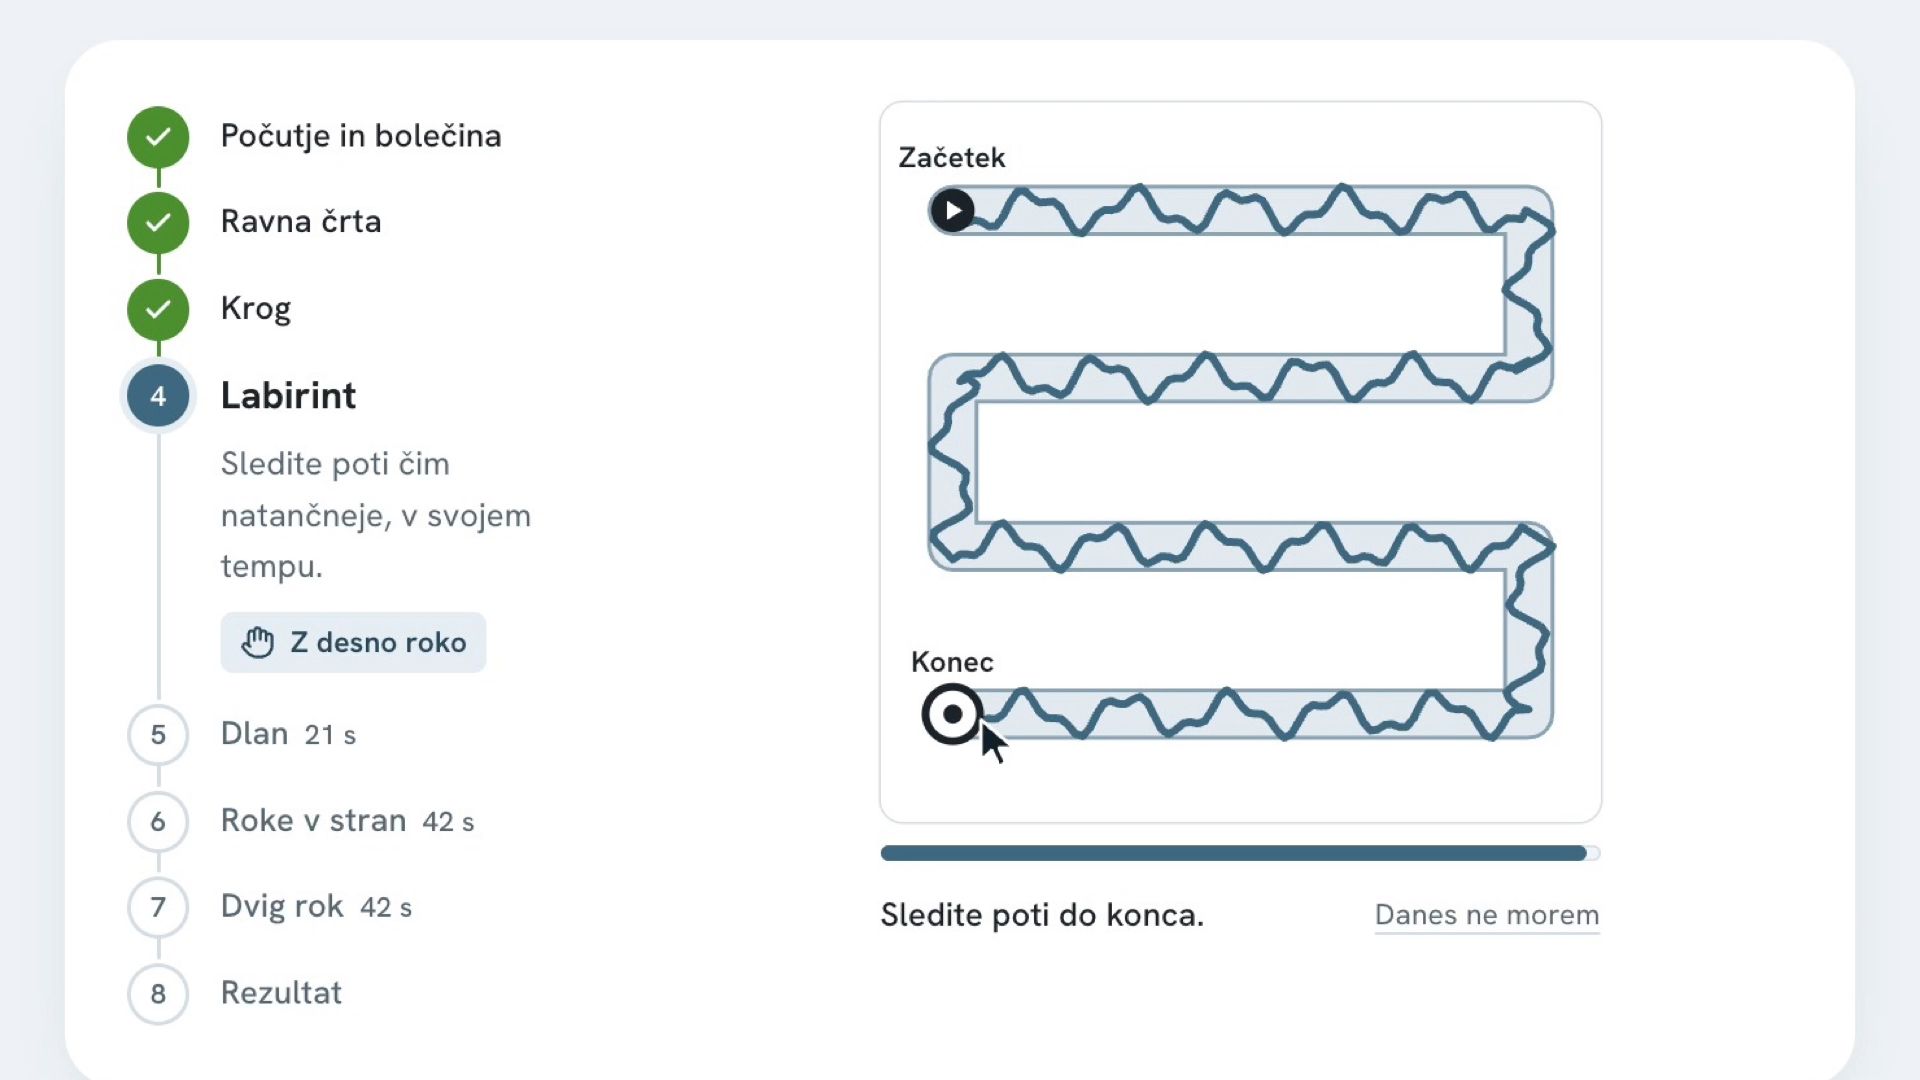 Počutje in bolečina
Ravna črta
Krog
4 Labirint
Sledite poti čim
natančneje, v svojem
tempu.
Z desno roko
5 Dlan 21 s
6 Roke v stran 42 s
7 Dvig rok 42 s
8 Rezultat
Začetek
Konec
Sledite poti do konca.
Danes ne morem